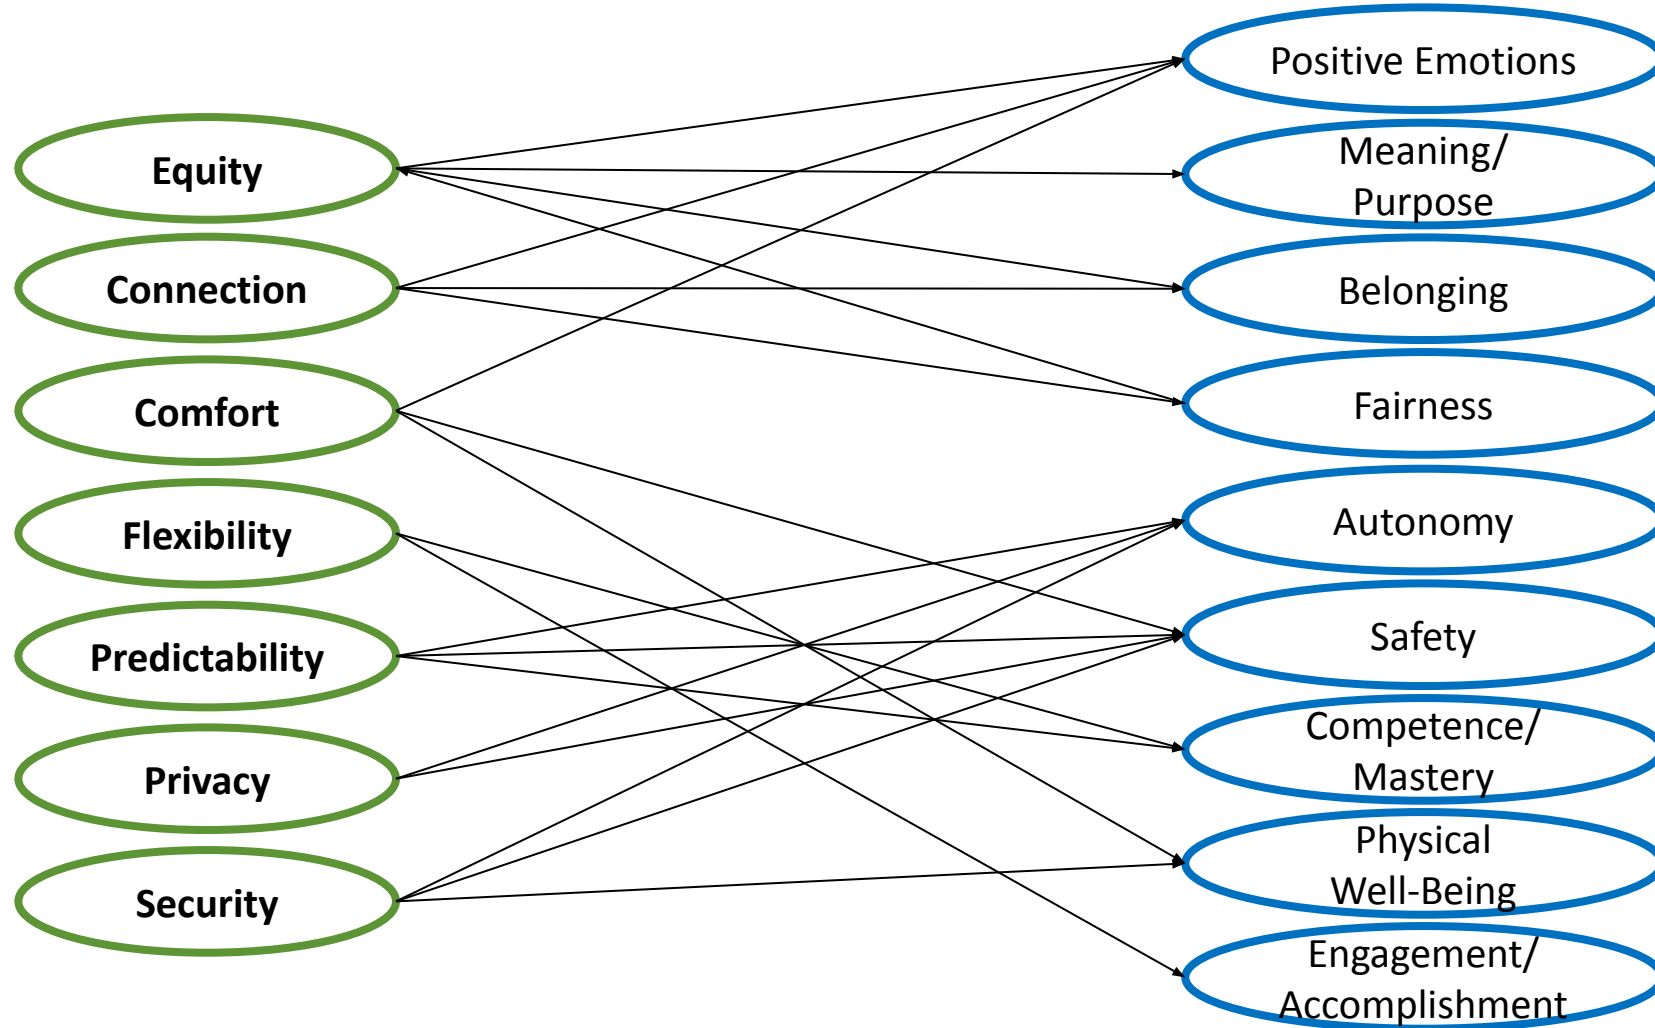 Equity
Connection
Comfort
Flexibility
Predictability
Privacy
Security
Positive Emotions
Meaning/
Purpose
Belonging
Fairness
Autonomy
Safety
Competence/
Mastery
Physical
Well-Being
Engagement/
Accomplishment